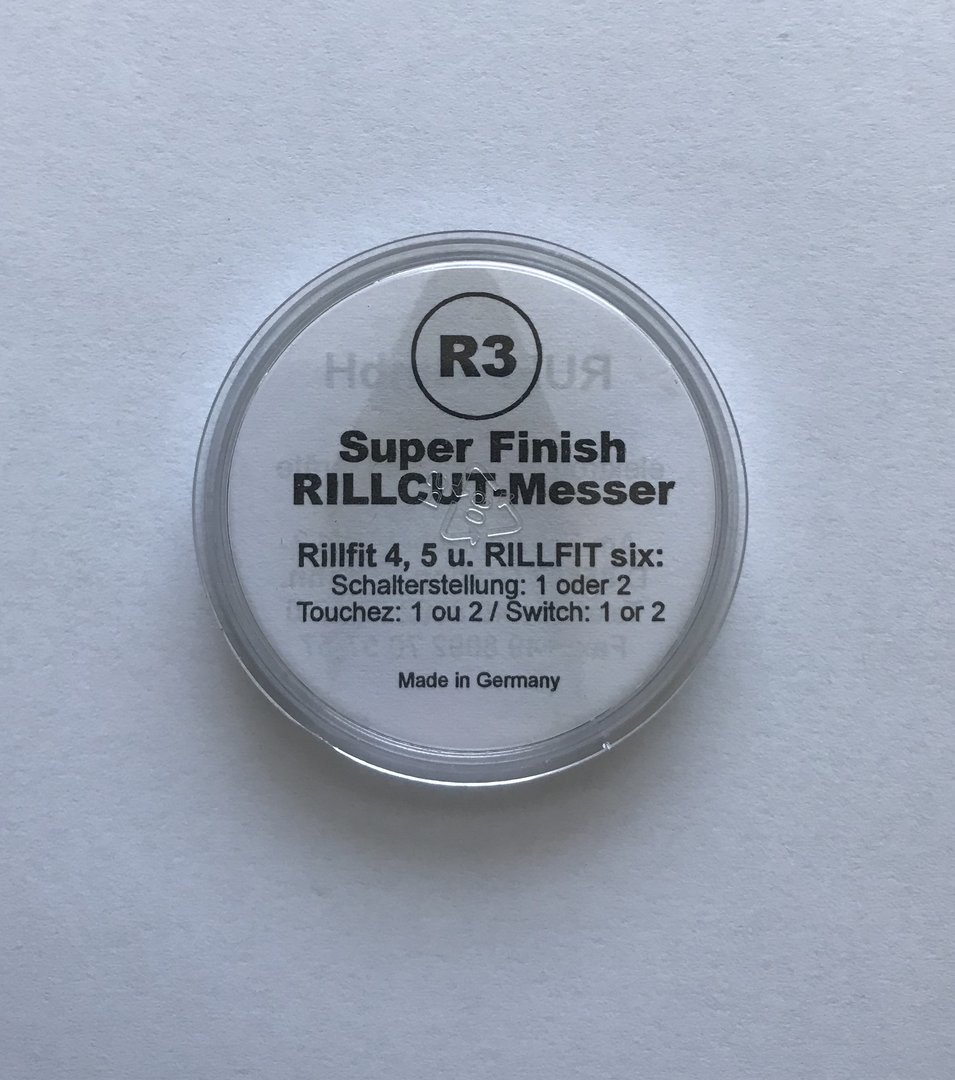 R3
Super Finish
RILLCUT-Messer
Rillfit 4, 5 u. RILLFIT six:
Schalterstellung: 1 oder 2
Touchez: 1 ou 2 / Switch: 1 or 2
Made in Germany